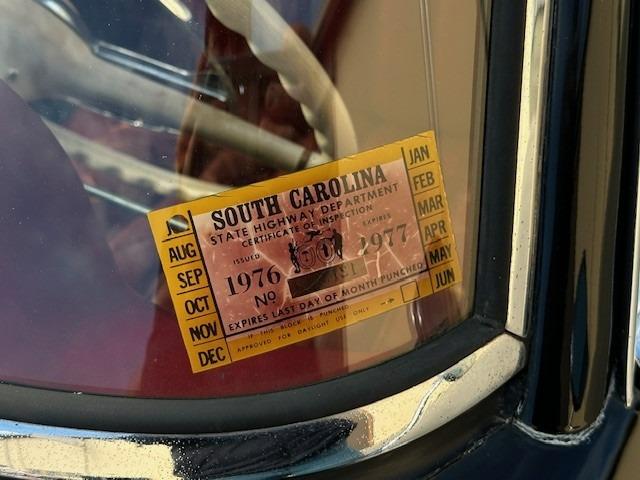 SOUTH CAROLINA
STATE HIGHWAY DEPARTMENT
CERTIFICATE OF INSPECTION
ISSUED EXPIRES
1976 1977
No
EXPIRES LAST DAY OF MONTH PUNCHED
IF THIS BLOCK IS PUNCHED
APPROVED FOR DAYLIGHT USE ONLY
AUG
SEP
OCT
NOV
DEC
JAN
FEB
MAR
APR
MAY
JUN